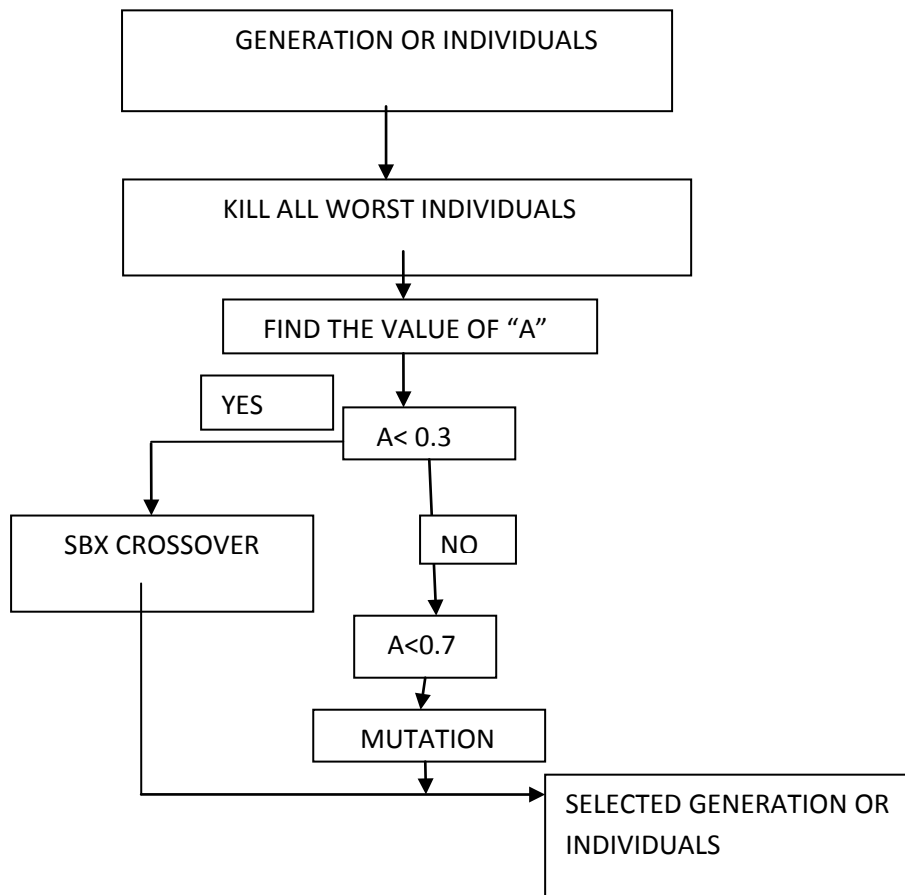 GENERATION OR INDIVIDUALS
KILL ALL WORST INDIVIDUALS
FIND THE VALUE OF “A”
YES
A< 0.3
SBX CROSSOVER
NO
A<0.7
MUTATION
SELECTED GENERATION OR
INDIVIDUALS